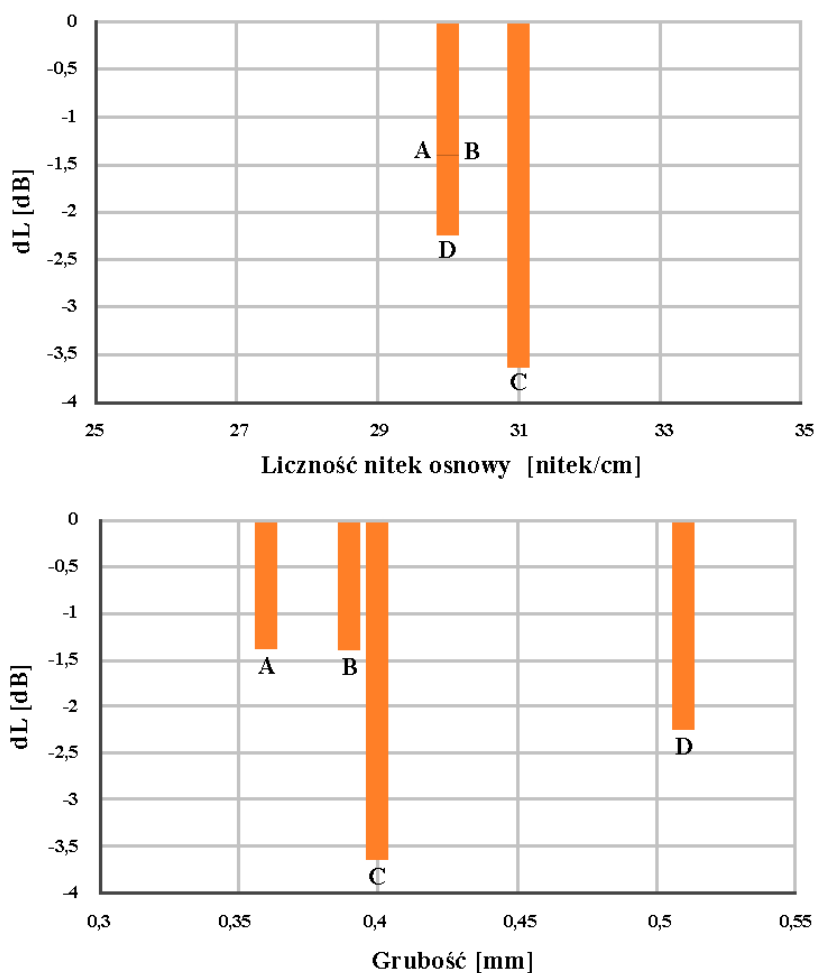 0
-0,5
-1
A B
-1,5
-2
D
-2,5
-3
-3,5
C
-4
25 27 29 31 33 35
dL [dB]
Liczność nitek osnowy [nitek/cm]
0
-0,5
-1
-1,5
A B
-2
D
-2,5
-3
-3,5
C
-4
0,3 0,35 0,4 0,45 0,5 0,55
dL [dB]
Grubość [mm]